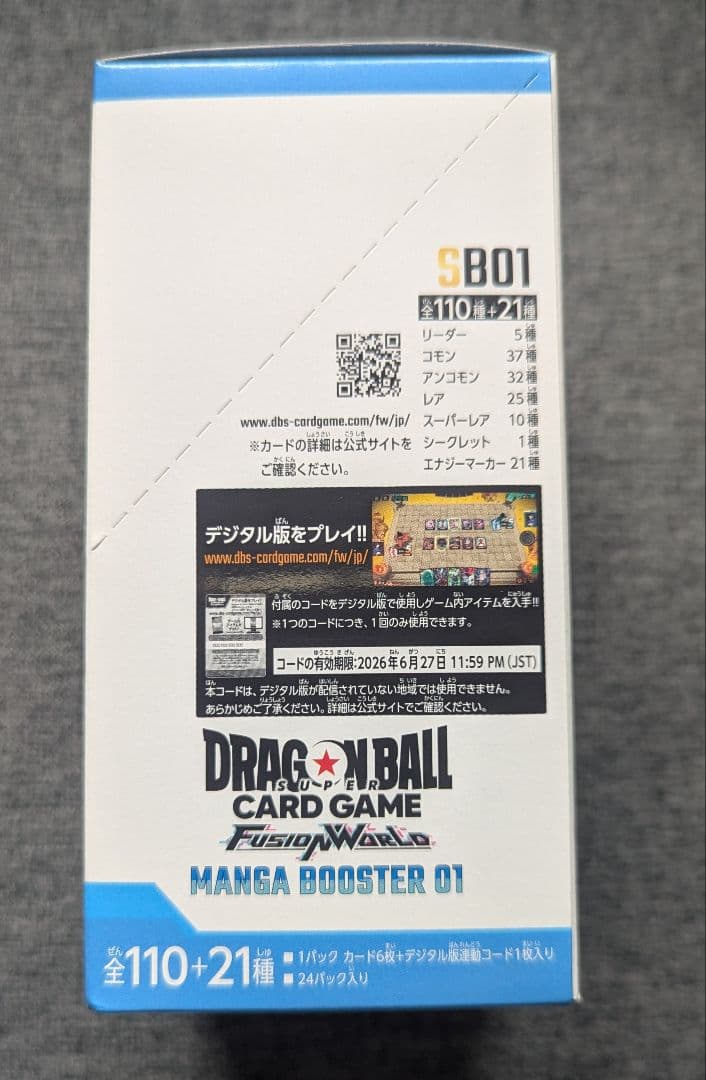 SB01
全110種+21種
リーダー 5種
コモン 37種
アンコモン 32種
レア 25種
スーパーレア 10種
シークレット 1種
エナジーマーカー 21種
www.dbs-cardgame.com/fw/jp/
※カードの詳細は公式サイトを
ご確認ください。
デジタル版をプレイ!!
www.dbs-cardgame.com/fw/jp/
付属のコードをデジタル版で使用しゲーム内アイテムを入手!!
※1つのコードにつき、1回のみ使用できます。
コードの有効期限:2026年6月27日 11:59 PM (JST)
本コードは、デジタル版が配信されていない地域では使用できません。
あらかじめご了承ください。詳細は公式サイトでご確認ください。
DRAGON BALL
SUPER
CARD GAME
FUSION WORLD
MANGA BOOSTER 01
全110+21種
■ 1パック カード6枚+デジタル版連動コード1枚入り
■ 24パック入り